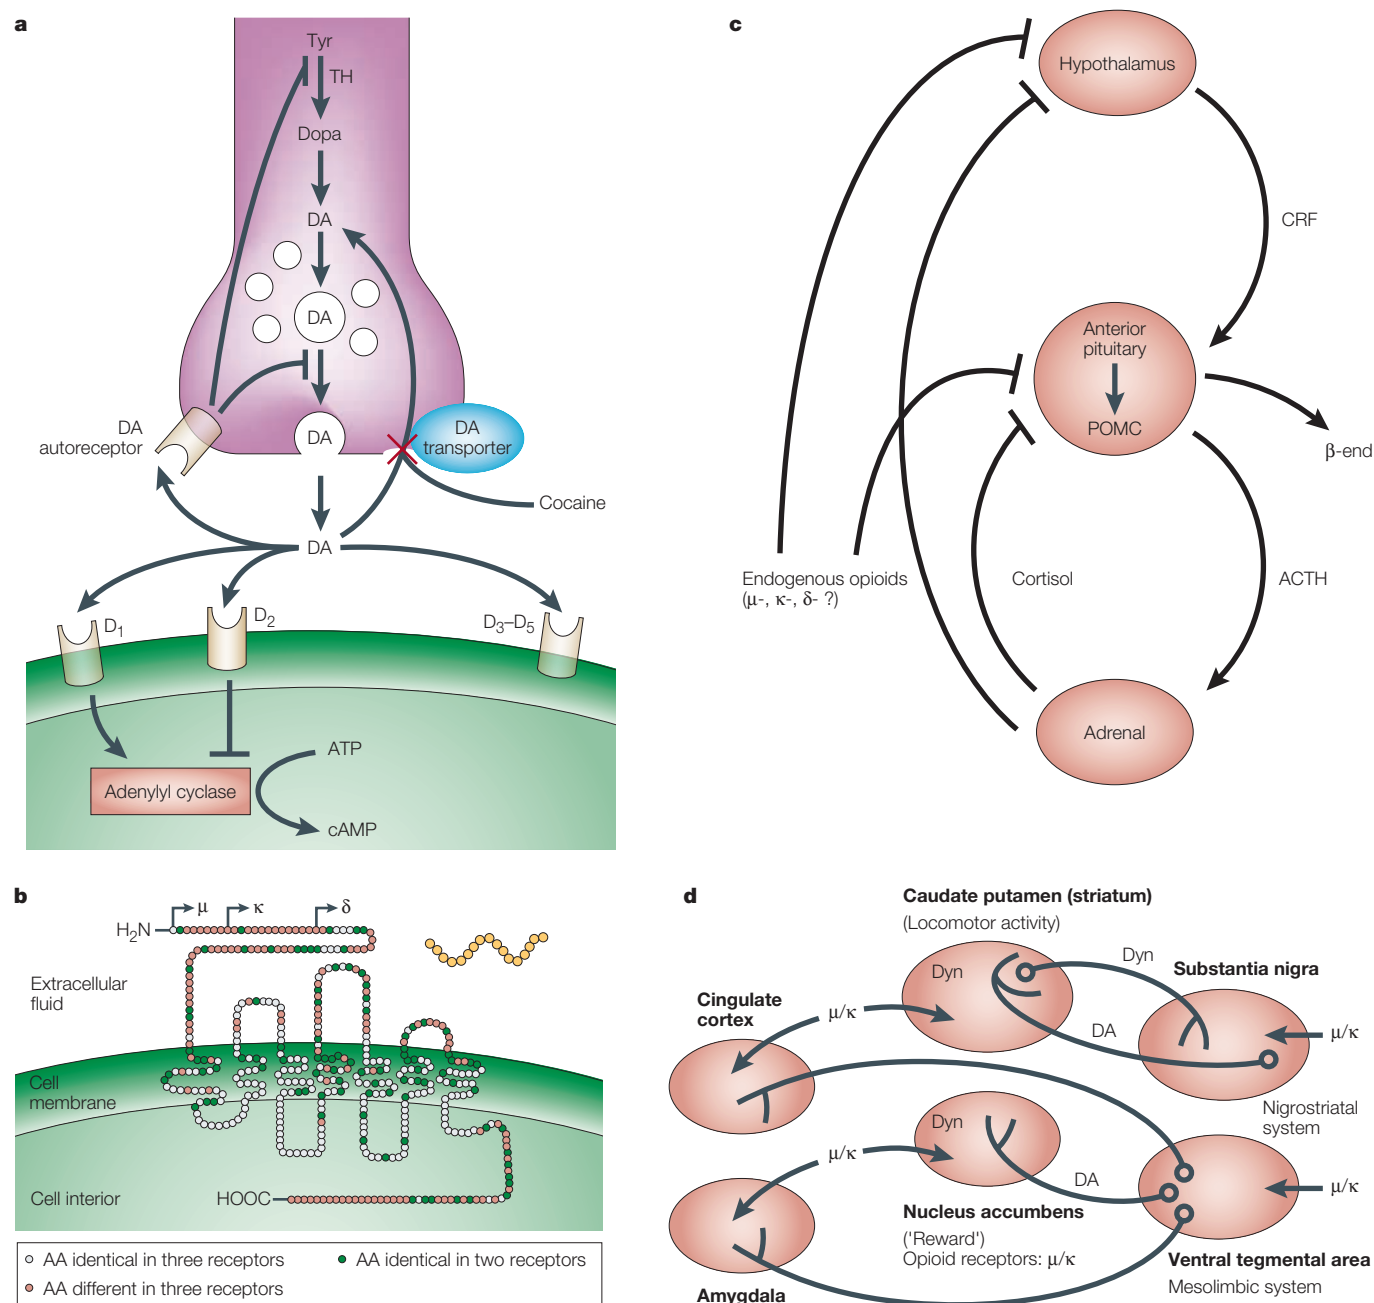 a
Tyr
TH
Dopa
DA
DA
DA
DA
autoreceptor
DA
transporter
Cocaine
DA
D1
D2
D3–D5
ATP
Adenylyl cyclase
cAMP
b
H2N
μ
κ
δ
Extracellular
fluid
Cell
membrane
Cell interior
HOOC
AA identical in three receptors
AA identical in two receptors
AA different in three receptors
c
Hypothalamus
CRF
Anterior
pituitary
POMC
β-end
Endogenous opioids
(μ-, κ-, δ- ?)
Cortisol
ACTH
Adrenal
d
Caudate putamen (striatum)
(Locomotor activity)
Dyn
Dyn
Substantia nigra
Cingulate
cortex
μ/κ
DA
μ/κ
Nigrostriatal
system
Dyn
μ/κ
DA
μ/κ
Nucleus accumbens
('Reward')
Opioid receptors: μ/κ
Ventral tegmental area
Mesolimbic system
Amygdala